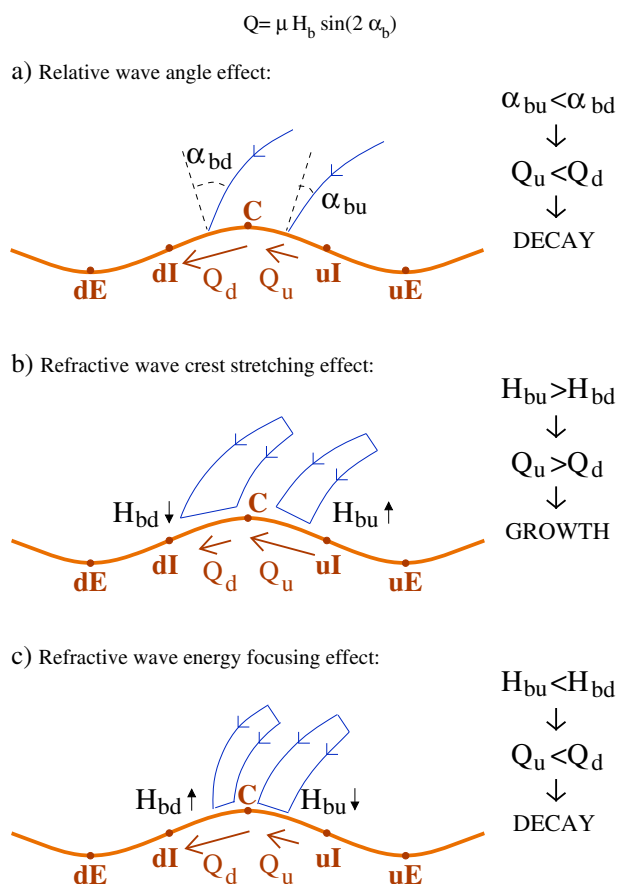 Q= μ H_b sin(2 α_b)
a) Relative wave angle effect:
α_bu<α_bd
α_bd
Q_u<Q_d
α_bu
C
DECAY
dI
uI
dE
Q_d
Q_u
uE
b) Refractive wave crest stretching effect:
H_bu>H_bd
Q_u>Q_d
C
H_bd
H_bu
GROWTH
dI
uI
dE
Q_d
Q_u
uE
c) Refractive wave energy focusing effect:
H_bu<H_bd
Q_u<Q_d
C
H_bd
H_bu
DECAY
dI
uI
dE
Q_d
Q_u
uE